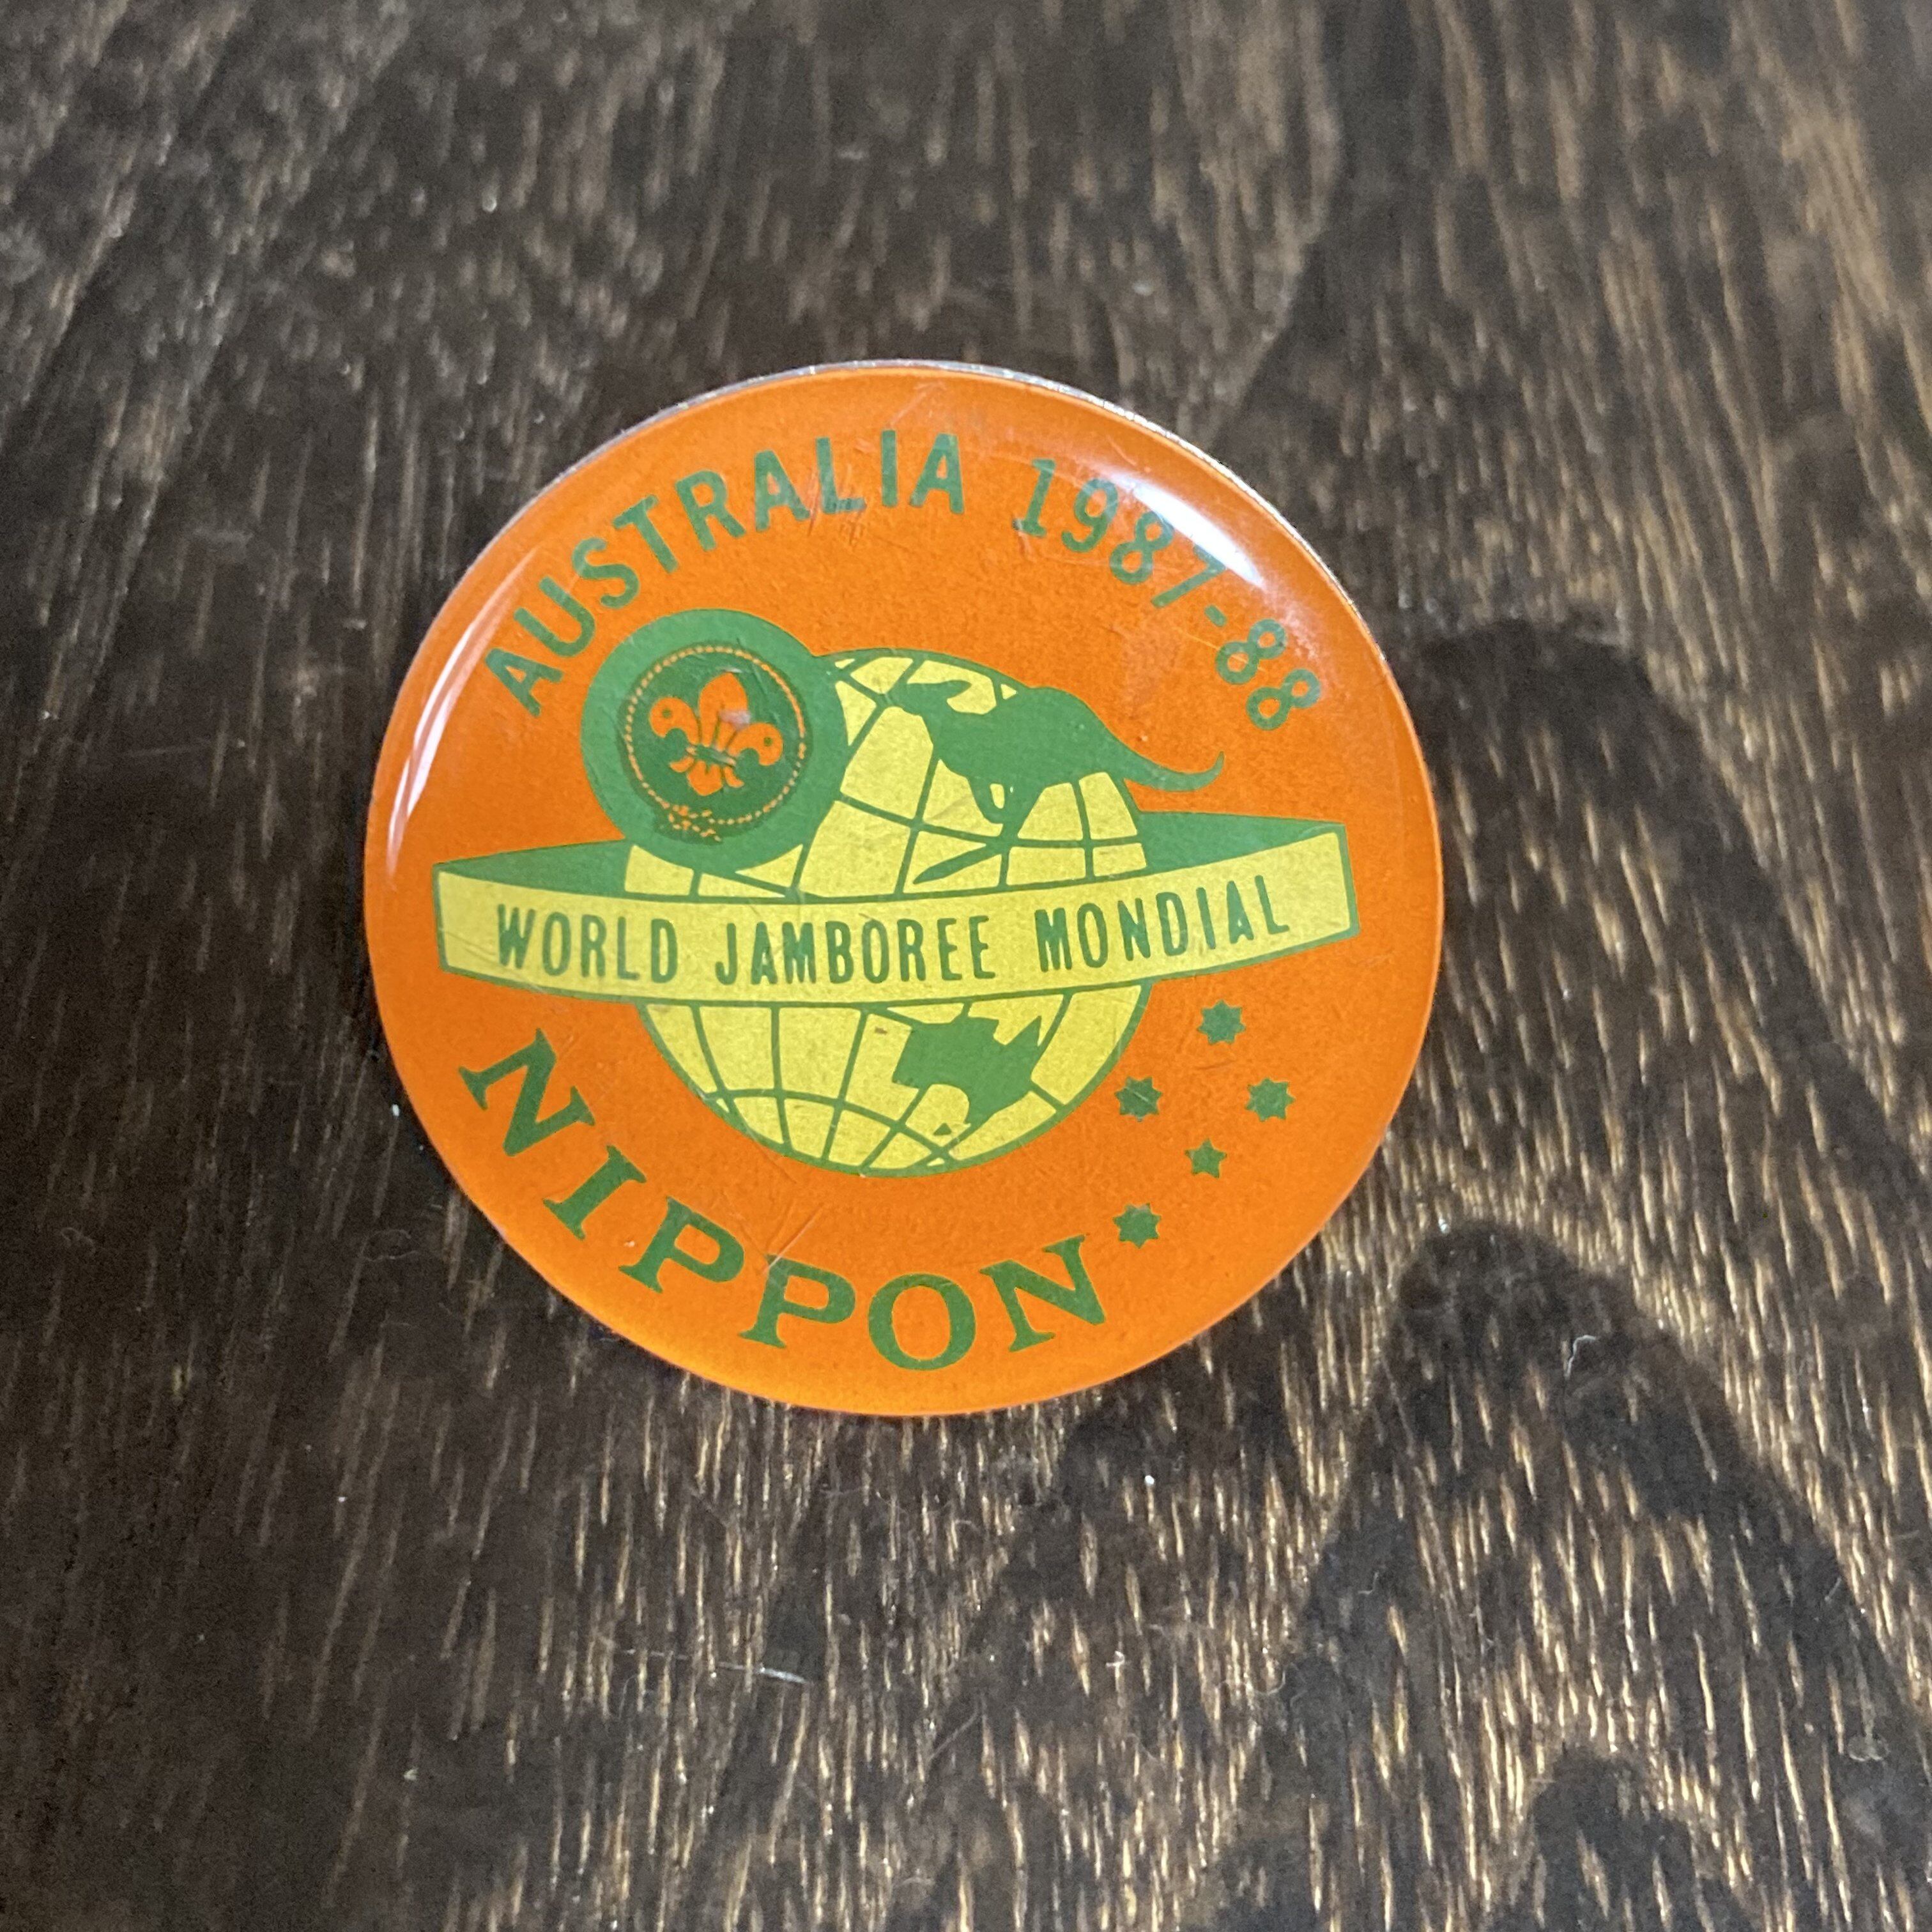 AUSTRALIA 1987-88
WORLD JAMBOREE MONDIAL
NIPPON